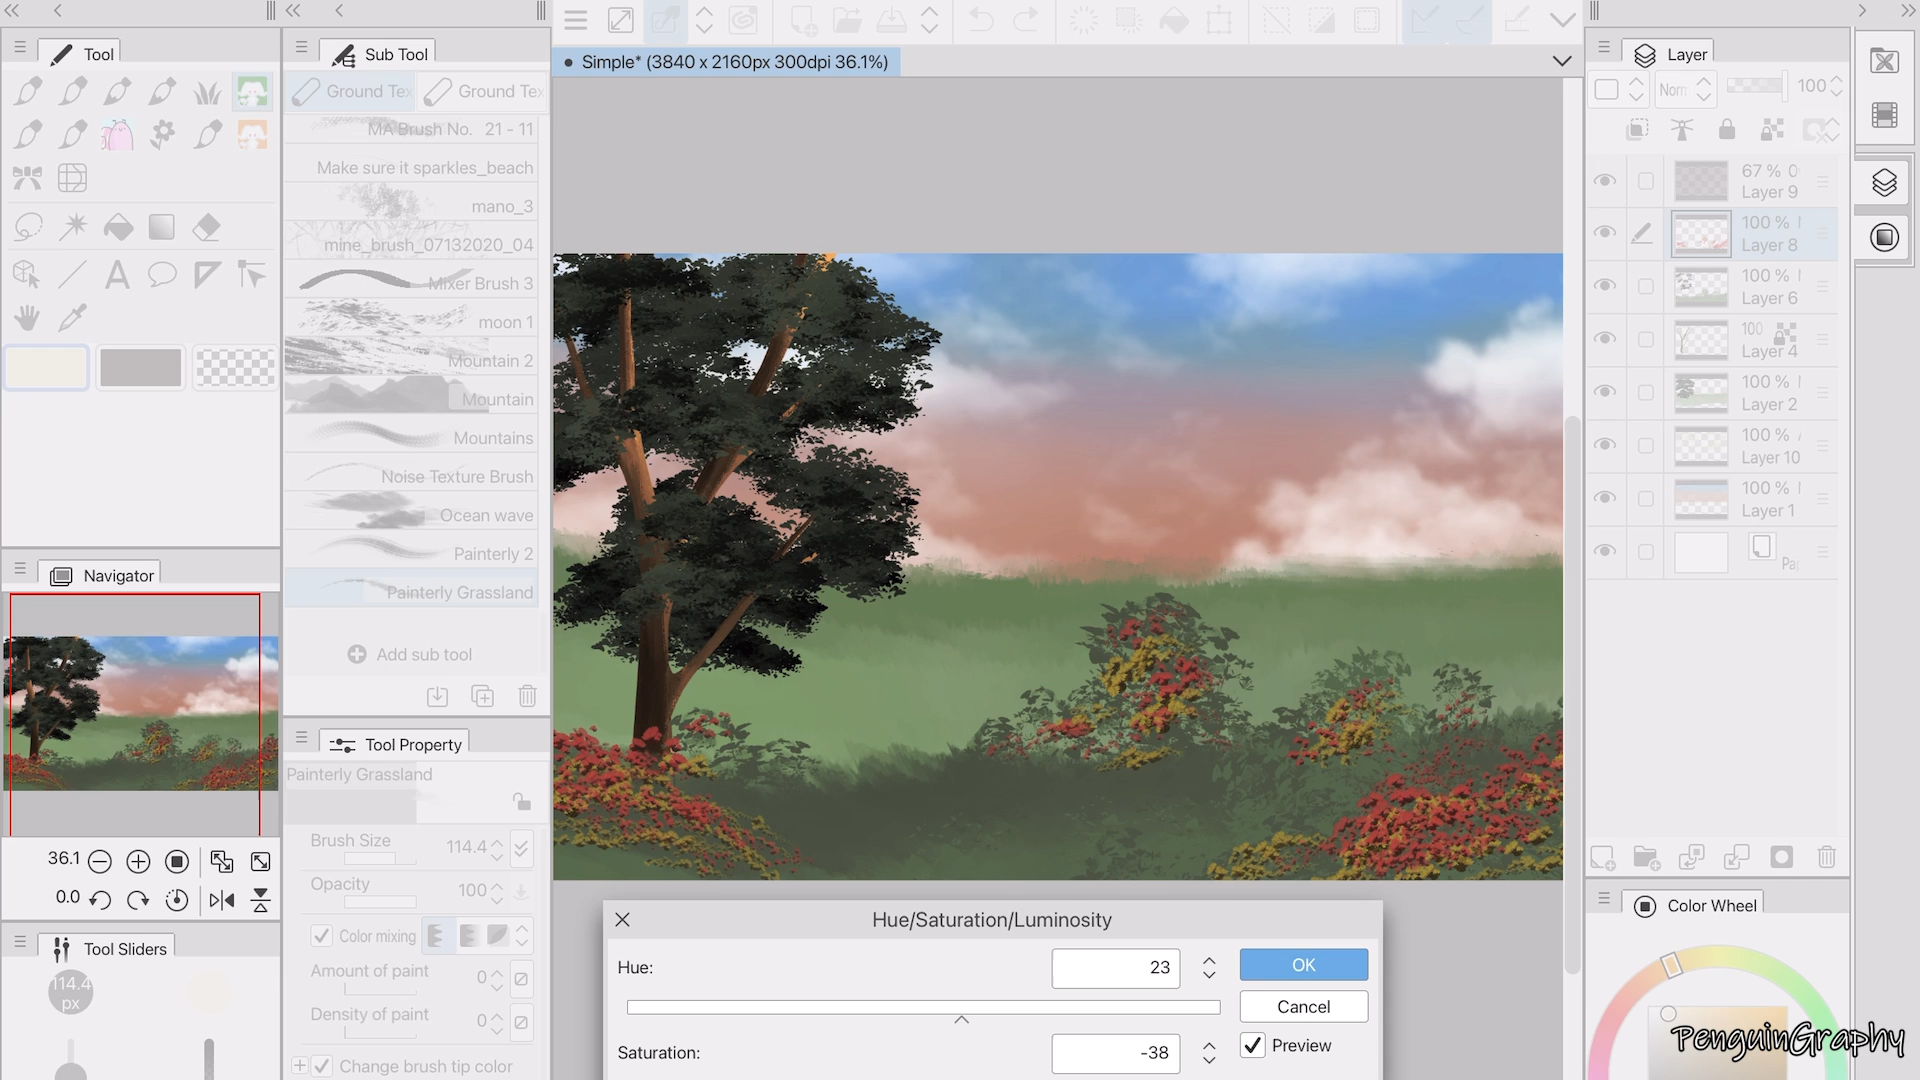 Tool
Sub Tool
Simple* (3840 x 2160px 300dpi 36.1%)
Layer
Ground Tex
Ground Tex
Norn
100
MA Brush No. 21 - 11
Make sure it sparkles_beach
mano_3
mine_brush_07132020_04
Mixer Brush 3
moon 1
Mountain 2
Mountain
Mountains
Noise Texture Brush
Ocean wave
Painterly 2
Painterly Grassland
Add sub tool
67 %
Layer 9
100 %
Layer 8
100 %
Layer 6
100
Layer 4
100 %
Layer 2
100 %
Layer 10
100 %
Layer 1
Pa
Navigator
36.1
0.0
Tool Sliders
114.4
px
Tool Property
Painterly Grassland
Brush Size 114.4
Opacity 100
Color mixing
Amount of paint 0
Density of paint 0
Change brush tip color
Hue/Saturation/Luminosity
Hue: 23
OK
Cancel
Saturation: -38
Preview
Color Wheel
PenguinGraphy